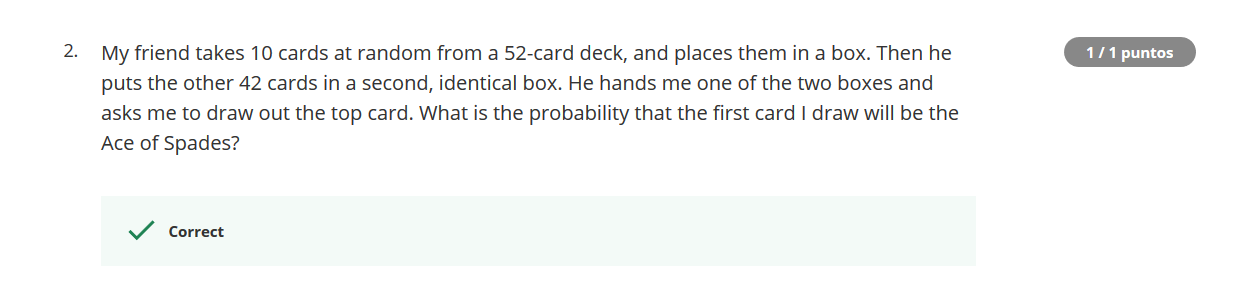 2. My friend takes 10 cards at random from a 52-card deck, and places them in a box. Then he
1 / 1 puntos
puts the other 42 cards in a second, identical box. He hands me one of the two boxes and
asks me to draw out the top card. What is the probability that the first card I draw will be the
Ace of Spades?
Correct